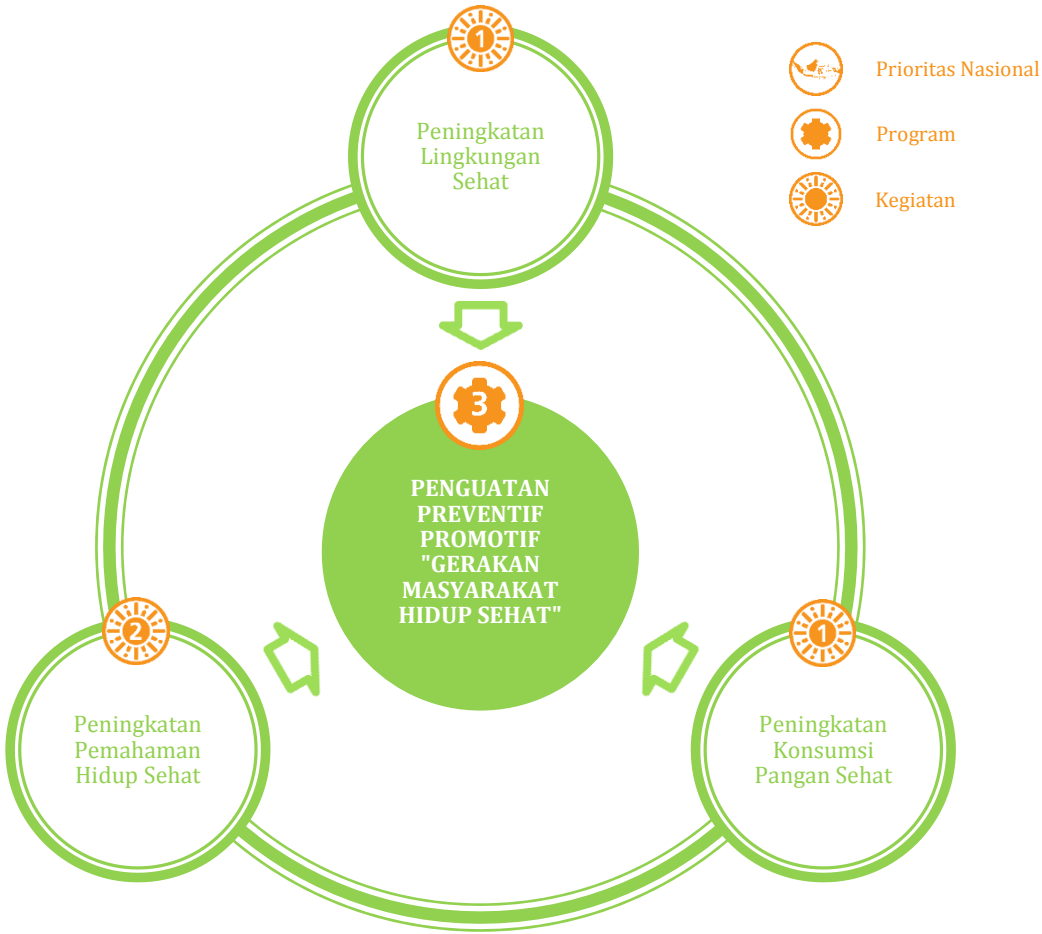 1
Peningkatan
Lingkungan
Sehat
Prioritas Nasional
Program
Kegiatan
3
PENGUATAN
PREVENTIF
PROMOTIF
"GERAKAN
MASYARAKAT
HIDUP SEHAT"
2
Peningkatan
Pemahaman
Hidup Sehat
1
Peningkatan
Konsumsi
Pangan Sehat